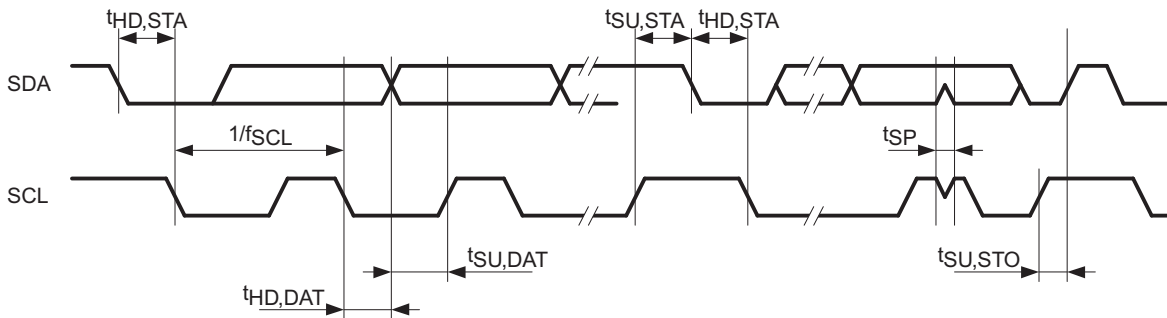 tHD,STA
tSU,STA tHD,STA
SDA
1/fSCL
tSP
SCL
tSU,DAT
tSU,STO
tHD,DAT